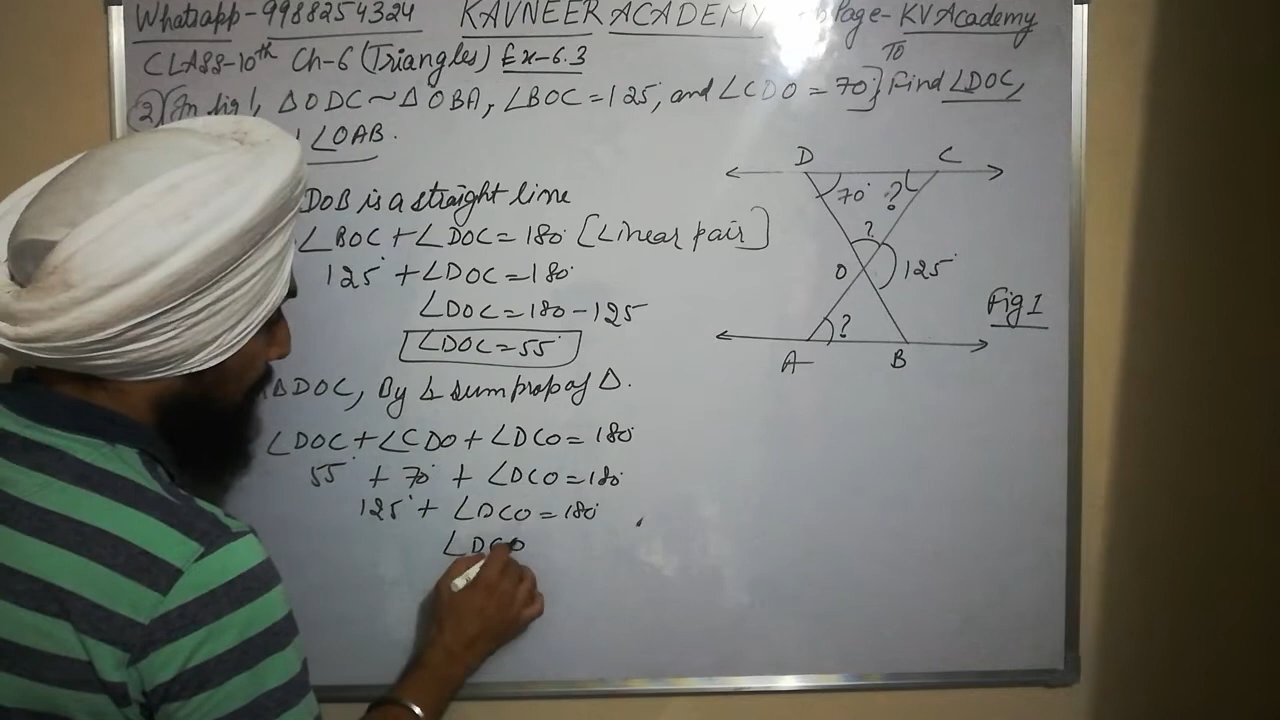 Whatsapp-9988254324 KAVNEER ACADEMY Page-KVAcademy
CLASS-10th Ch-6 (Triangles) Ex-6.3 TO
2) In fig 1, ΔODC ~ ΔOBA, ∠BOC = 125°, and ∠CDO = 70°} Find ∠DOC,
∠OAB.
DOB is a straight line
∠BOC + ∠DOC = 180° [Linear pair]
125° + ∠DOC = 180°
∠DOC = 180 - 125
∠DOC = 55°
ΔDOC, By ∠ sum prop of Δ.
∠DOC + ∠CDO + ∠DCO = 180°
55° + 70° + ∠DCO = 180°
125° + ∠DCO = 180°
∠DCO
D C
70° ?
?
O 125°
Fig 1
?
A B